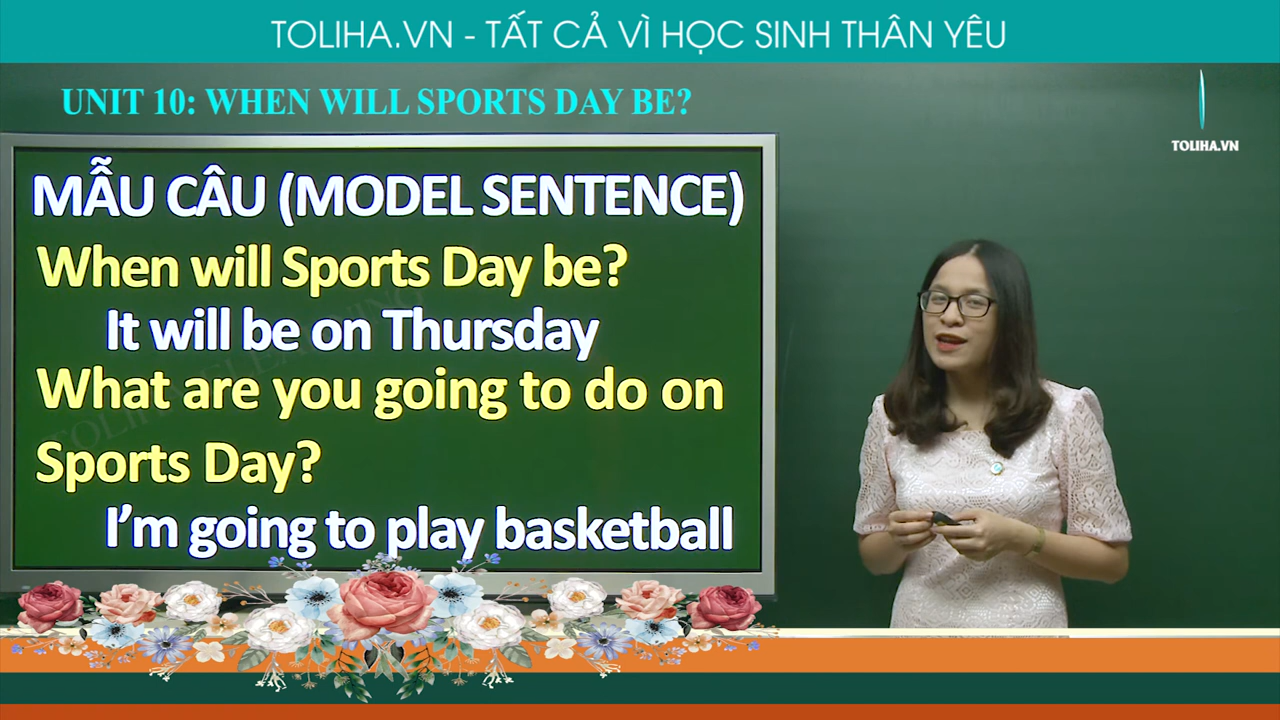 TOLIHA.VN - TẤT CẢ VÌ HỌC SINH THÂN YÊU
UNIT 10: WHEN WILL SPORTS DAY BE?
TOLIHA.VN
MẪU CÂU (MODEL SENTENCE)
When will Sports Day be?
It will be on Thursday
What are you going to do on
Sports Day?
I'm going to play basketball